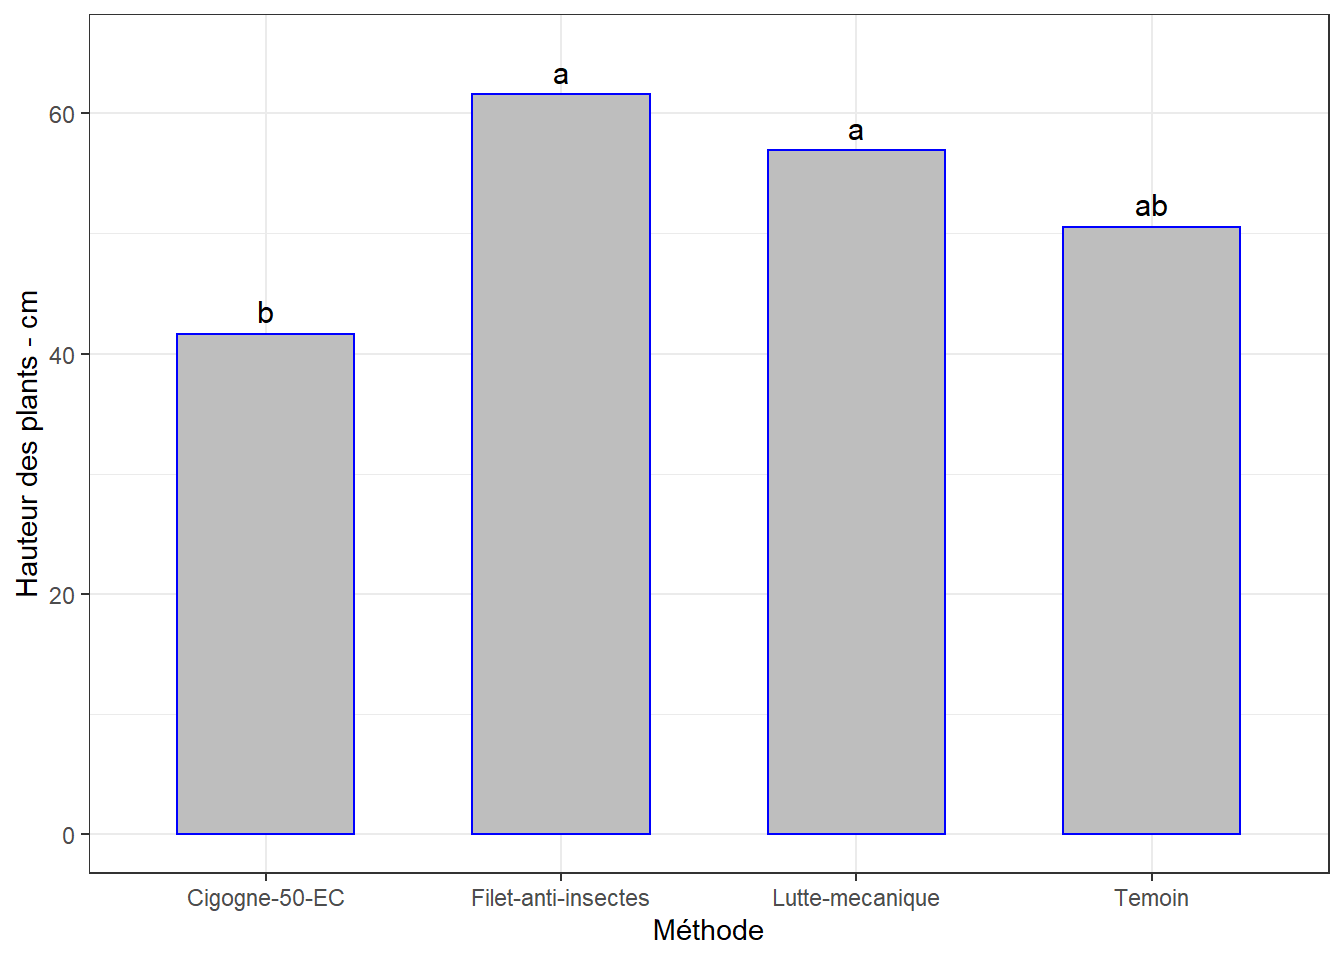 Hauteur des plants - cm
60
40
20
0
a
a
ab
b
Cigogne-50-EC
Filet-anti-insectes
Lutte-mecanique
Temoin
Méthode